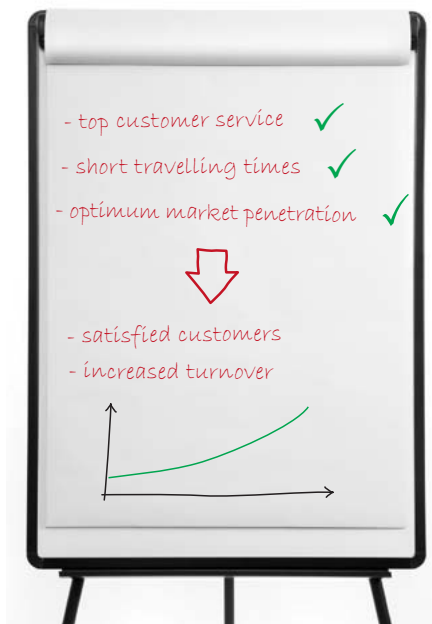 - top customer service
- short travelling times
- optimum market penetration
- satisfied customers
- increased turnover